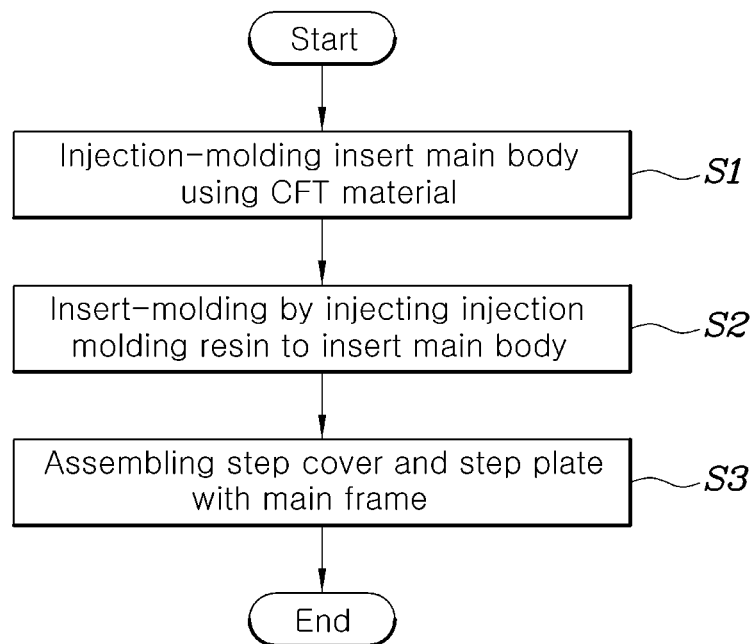 Start
Injection-molding insert main body
using CFT material
S1
Insert-molding by injecting injection
molding resin to insert main body
S2
Assembling step cover and step plate
with main frame
S3
End